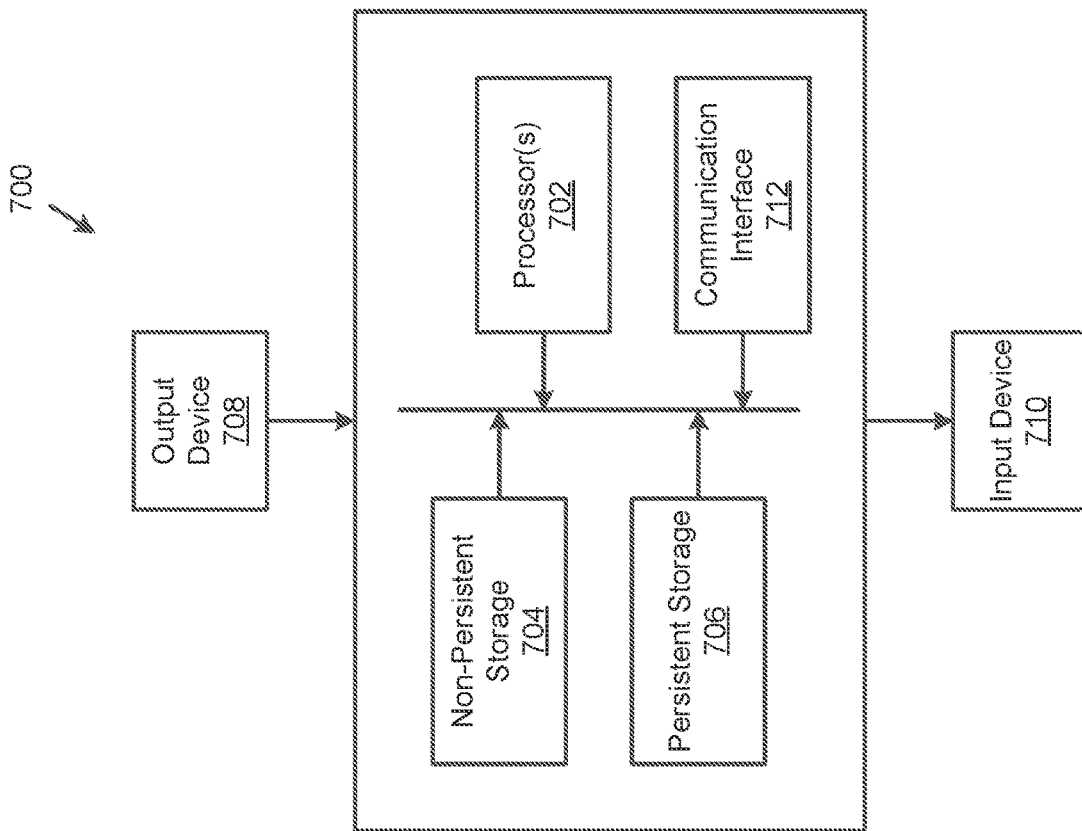 700
Output
Device
708
Non-Persistent
Storage
704
Processor(s)
702
Persistent Storage
706
Communication
Interface
712
Input Device
710